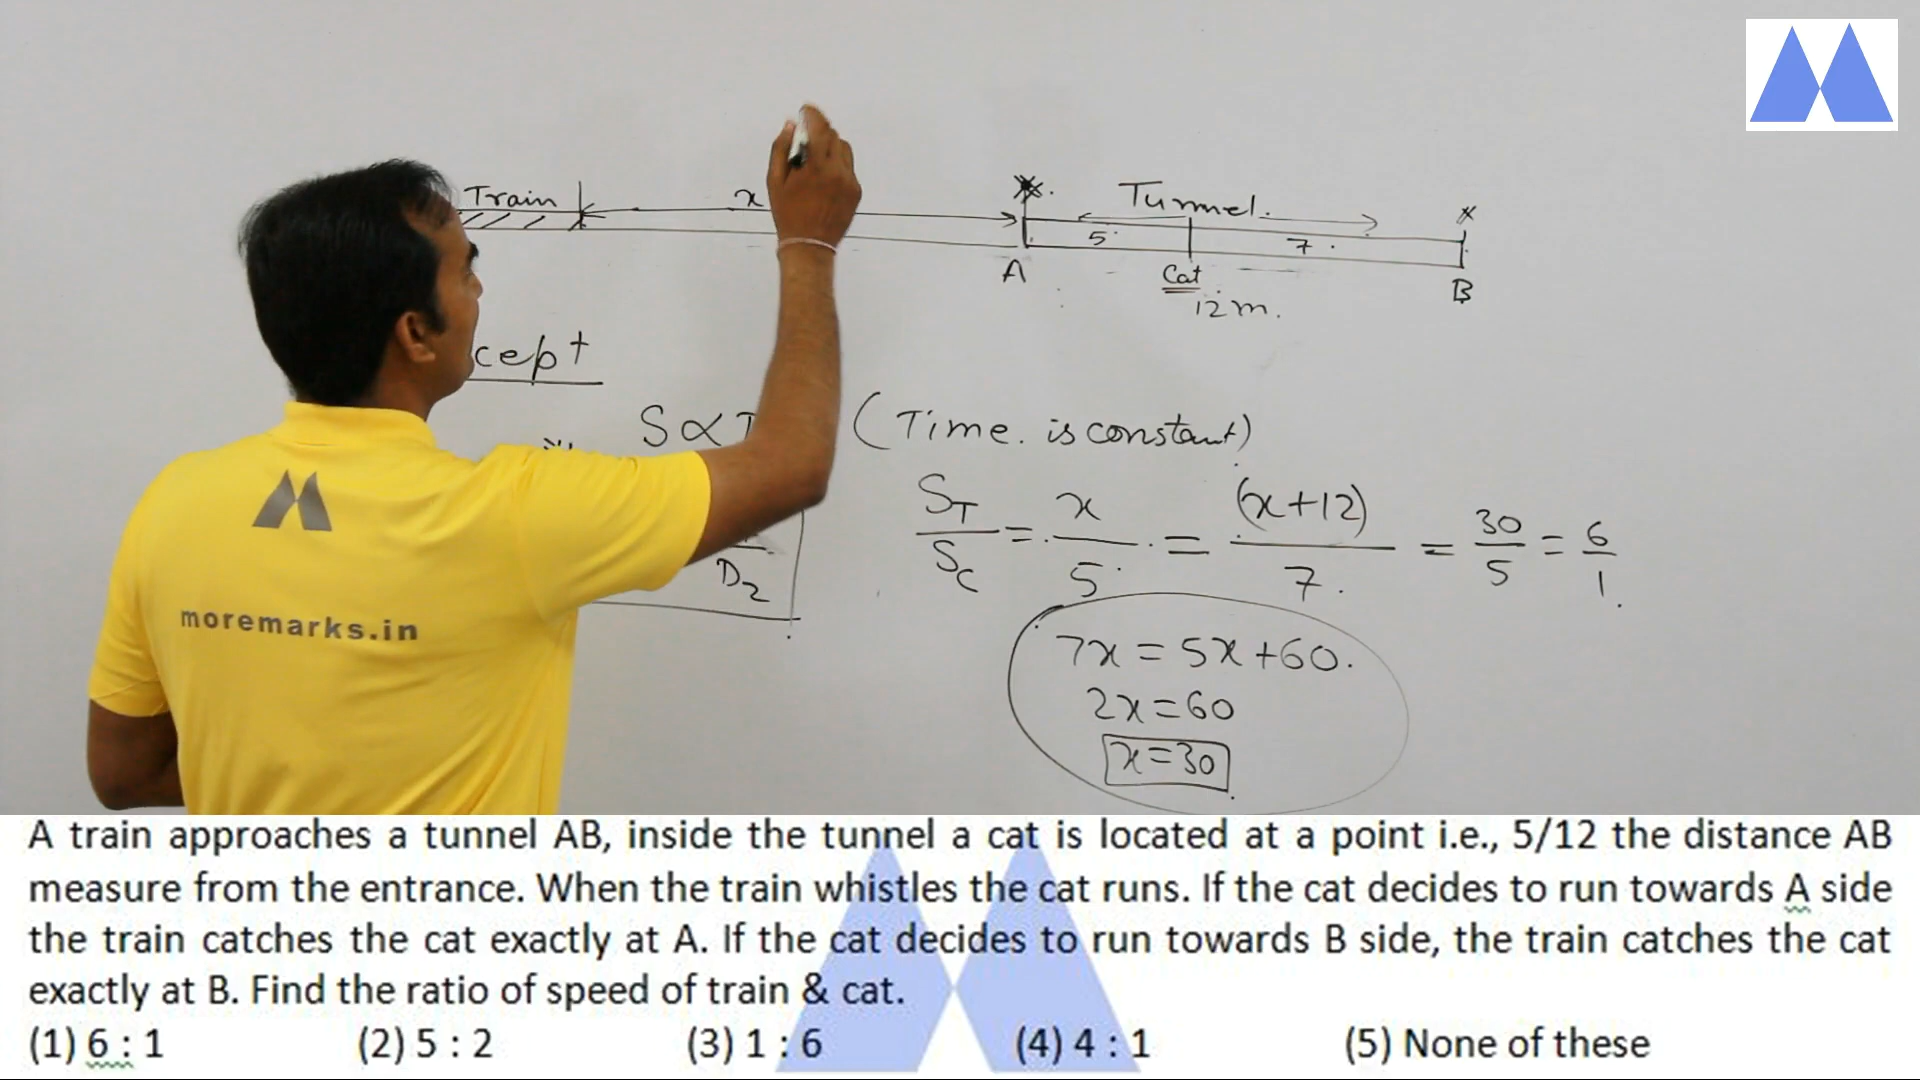 Train
x
Tunnel.
5
7
A
Cat
12m.
B
cept
S∝
(Time. is constant)
S_T/S_C = x/5 = (x+12)/7 = 30/5 = 6/1
D2
7x = 5x+60.
2x = 60
x = 30
moremarks.in
A train approaches a tunnel AB, inside the tunnel a cat is located at a point i.e., 5/12 the distance AB
measure from the entrance. When the train whistles the cat runs. If the cat decides to run towards A side
the train catches the cat exactly at A. If the cat decides to run towards B side, the train catches the cat
exactly at B. Find the ratio of speed of train & cat.
(1) 6 : 1 (2) 5 : 2 (3) 1 : 6 (4) 4 : 1 (5) None of these